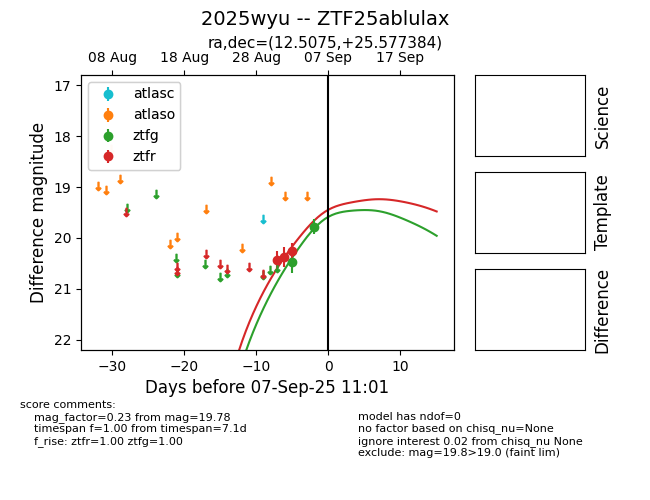 2025wyu -- ZTF25ablulax
ra,dec=(12.5075,+25.577384)
08 Aug 18 Aug 28 Aug 07 Sep 17 Sep
atlasc
atlaso
ztfg
ztfr
17
18
19
20
21
22
Difference magnitude
−30 −20 −10 0 10
Days before 07-Sep-25 11:01
Science
Template
Difference
score comments:
mag_factor=0.23 from mag=19.78
timespan f=1.00 from timespan=7.1d
f_rise: ztfr=1.00 ztfg=1.00
model has ndof=0
no factor based on chisq_nu=None
ignore interest 0.02 from chisq_nu None
exclude: mag=19.8>19.0 (faint lim)